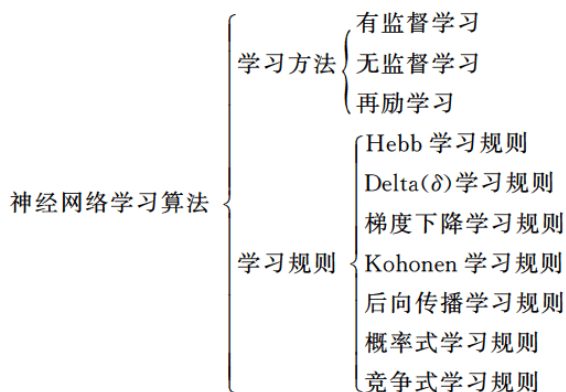 神经网络学习算法
学习方法
有监督学习
无监督学习
再励学习
学习规则
Hebb 学习规则
Delta(δ)学习规则
梯度下降学习规则
Kohonen 学习规则
后向传播学习规则
概率式学习规则
竞争式学习规则